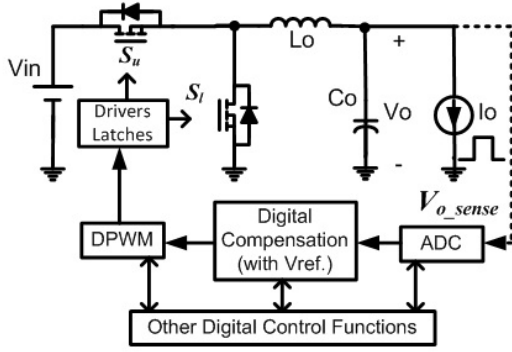 Vin
Su
Sl
Lo
+
Co
Vo
-
Io
Drivers
Latches
Vo_sense
DPWM
Digital
Compensation
(with Vref.)
ADC
Other Digital Control Functions